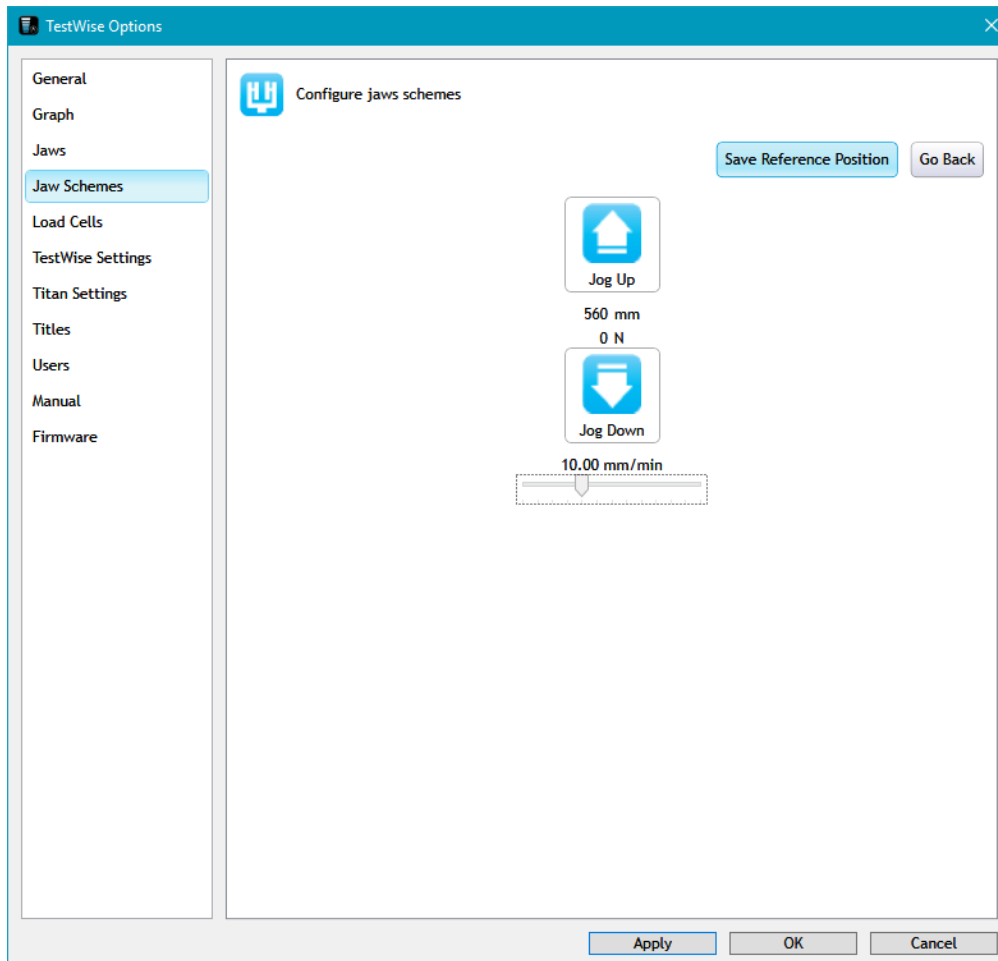 TestWise Options
General
Graph
Jaws
Jaw Schemes
Load Cells
TestWise Settings
Titan Settings
Titles
Users
Manual
Firmware
Configure jaws schemes
Save Reference Position
Go Back
Jog Up
560 mm
0 N
Jog Down
10.00 mm/min
Apply
OK
Cancel